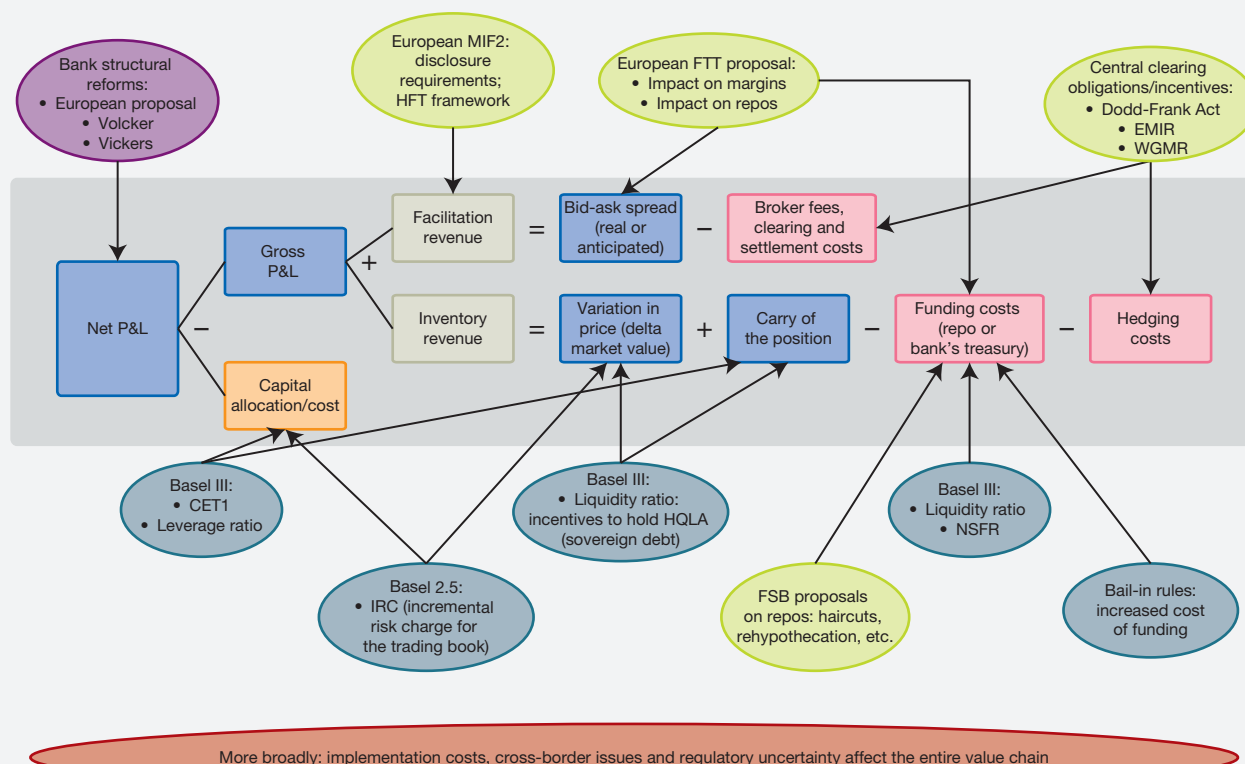 Bank structural
reforms:
• European proposal
• Volcker
• Vickers
European MIF2:
disclosure
requirements;
HFT framework
European FTT proposal:
• Impact on margins
• Impact on repos
Central clearing
obligations/incentives:
• Dodd-Frank Act
• EMIR
• WGMR
Net P&L
–
Gross
P&L
+
Facilitation
revenue
=
Bid-ask spread
(real or
anticipated)
–
Broker fees,
clearing and
settlement costs
Inventory
revenue
=
Variation in
price (delta
market value)
+
Carry of
the position
–
Funding costs
(repo or
bank's treasury)
–
Hedging
costs
Capital
allocation/cost
Basel III:
• CET1
• Leverage ratio
Basel III:
• Liquidity ratio:
incentives to hold HQLA
(sovereign debt)
Basel III:
• Liquidity ratio
• NSFR
Basel 2.5:
• IRC (incremental
risk charge for
the trading book)
FSB proposals
on repos: haircuts,
rehypothecation, etc.
Bail-in rules:
increased cost
of funding
More broadly: implementation costs, cross-border issues and regulatory uncertainty affect the entire value chain